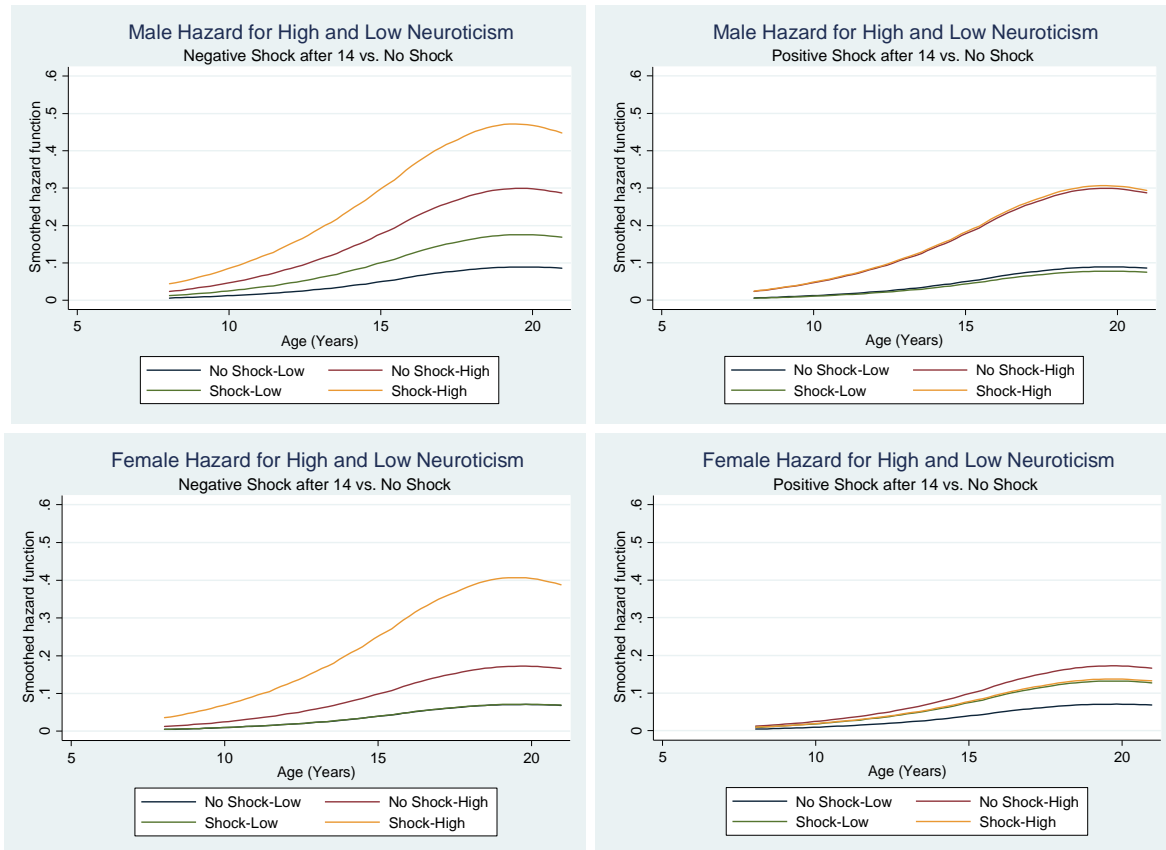 Male Hazard for High and Low Neuroticism
Negative Shock after 14 vs. No Shock
Smoothed hazard function
.6
.5
.4
.3
.2
.1
0
5 10 15 20
Age (Years)
No Shock-Low No Shock-High
Shock-Low Shock-High
Male Hazard for High and Low Neuroticism
Positive Shock after 14 vs. No Shock
Smoothed hazard function
.6
.5
.4
.3
.2
.1
0
5 10 15 20
Age (Years)
No Shock-Low No Shock-High
Shock-Low Shock-High
Female Hazard for High and Low Neuroticism
Negative Shock after 14 vs. No Shock
Smoothed hazard function
.6
.5
.4
.3
.2
.1
0
5 10 15 20
Age (Years)
No Shock-Low No Shock-High
Shock-Low Shock-High
Female Hazard for High and Low Neuroticism
Positive Shock after 14 vs. No Shock
Smoothed hazard function
.6
.5
.4
.3
.2
.1
0
5 10 15 20
Age (Years)
No Shock-Low No Shock-High
Shock-Low Shock-High